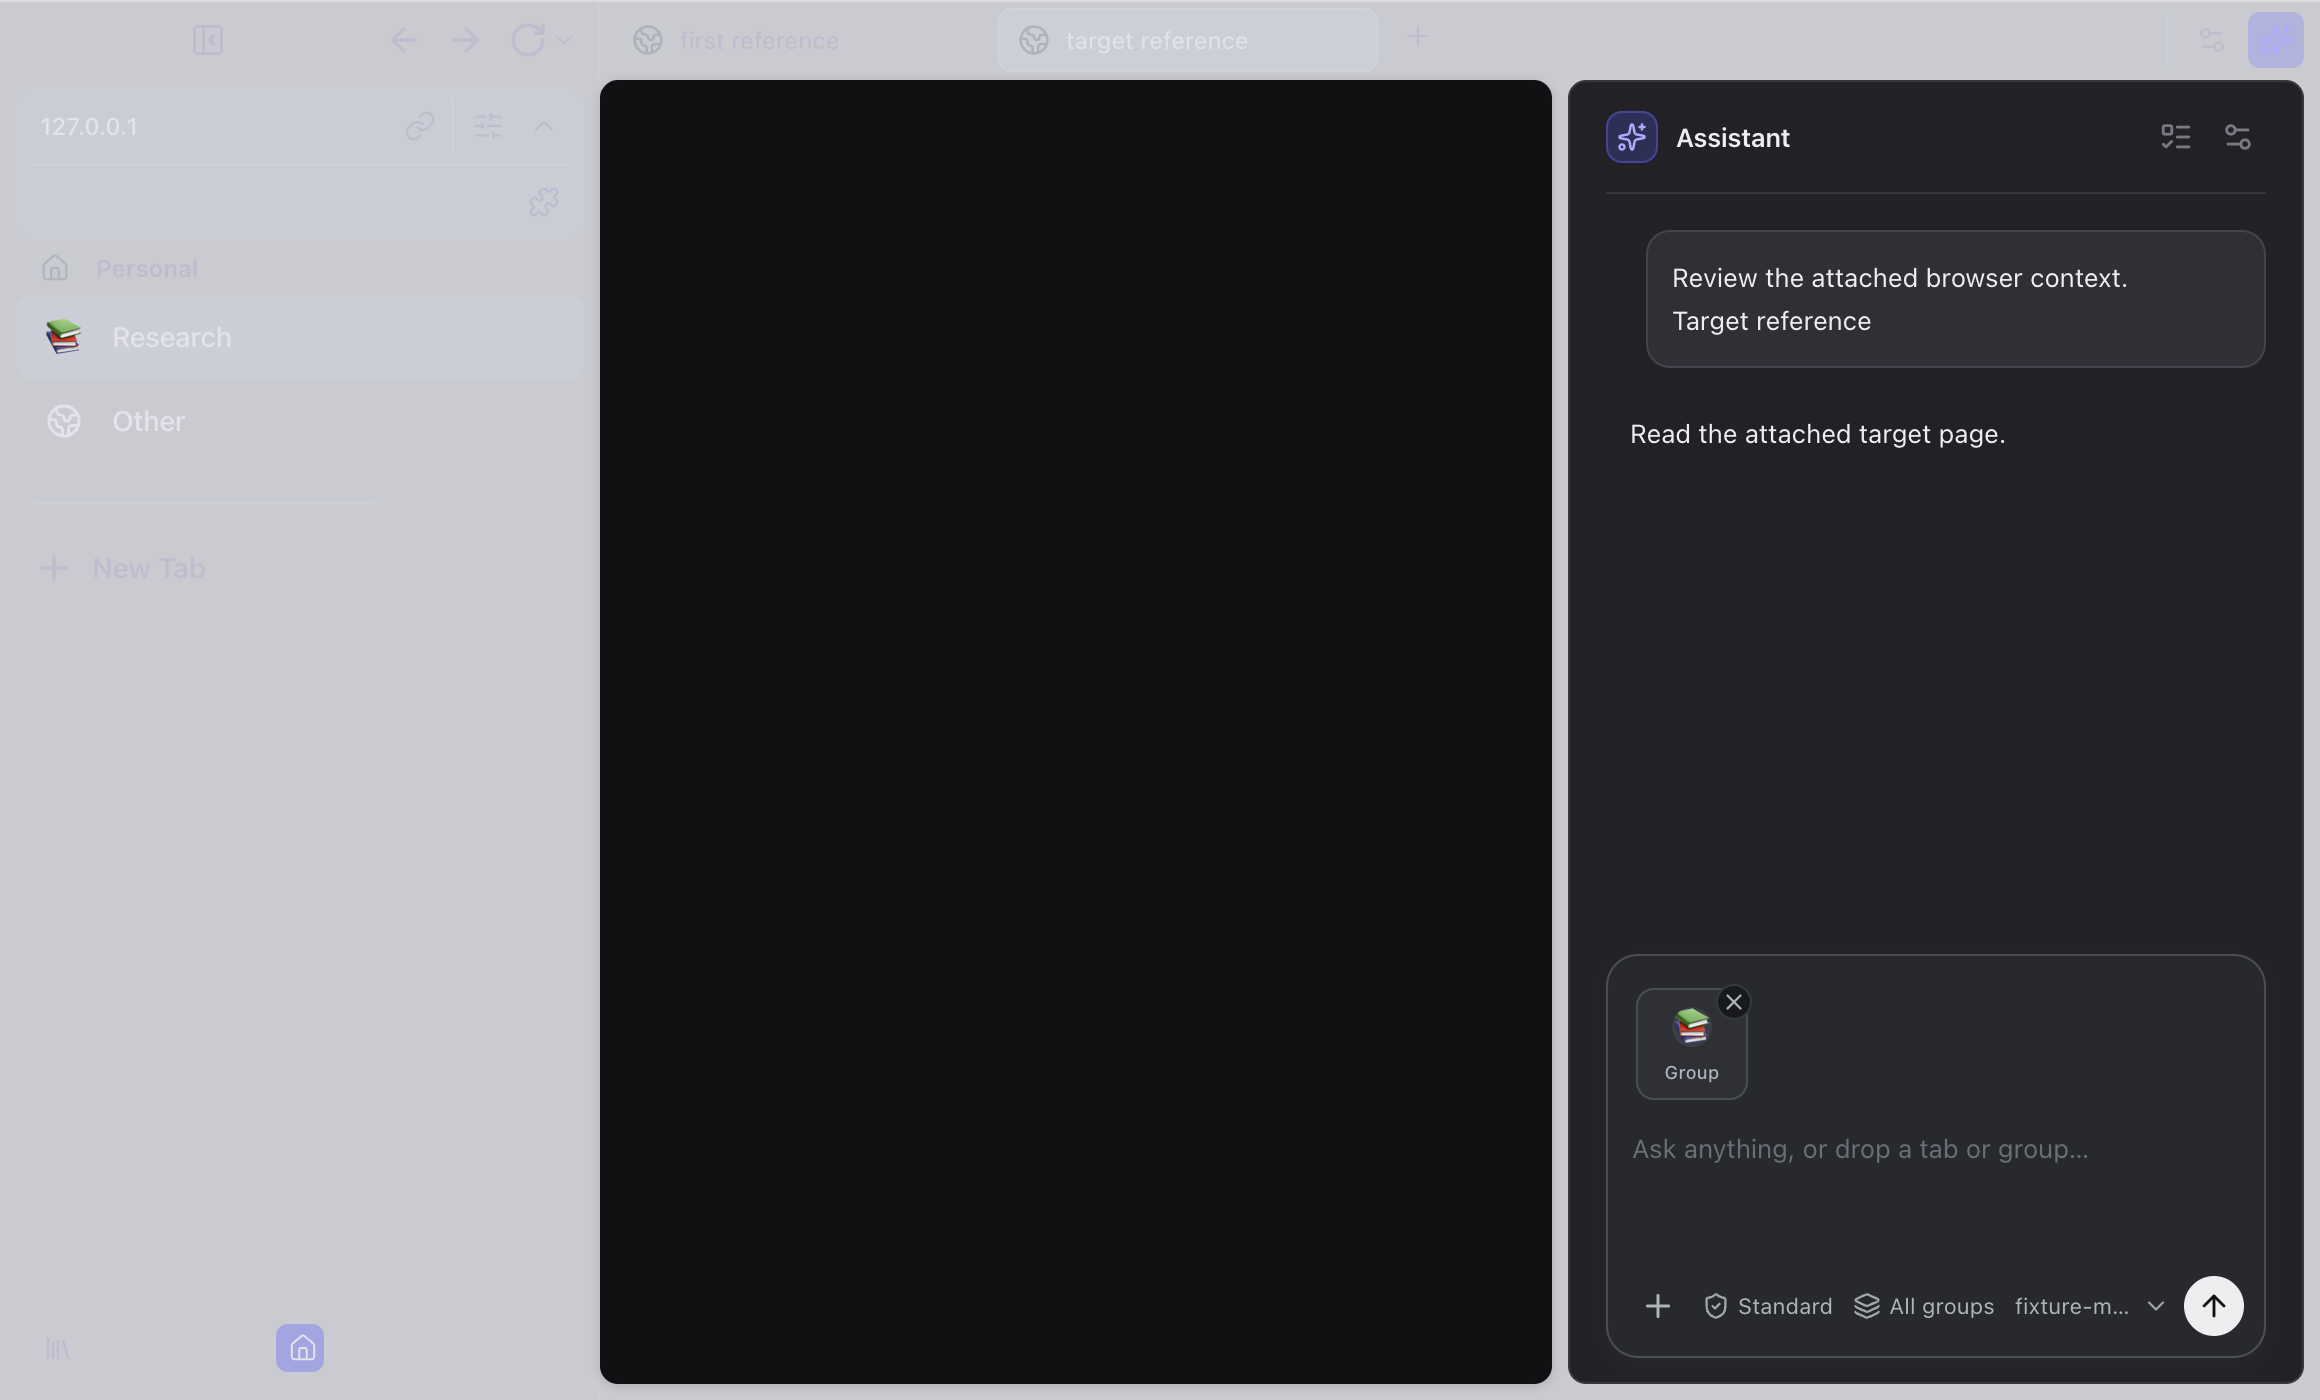 first reference
target reference
127.0.0.1
Personal
Research
Other
New Tab
Assistant
Review the attached browser context.
Target reference
Read the attached target page.
Group
Ask anything, or drop a tab or group...
Standard
All groups
fixture-m...